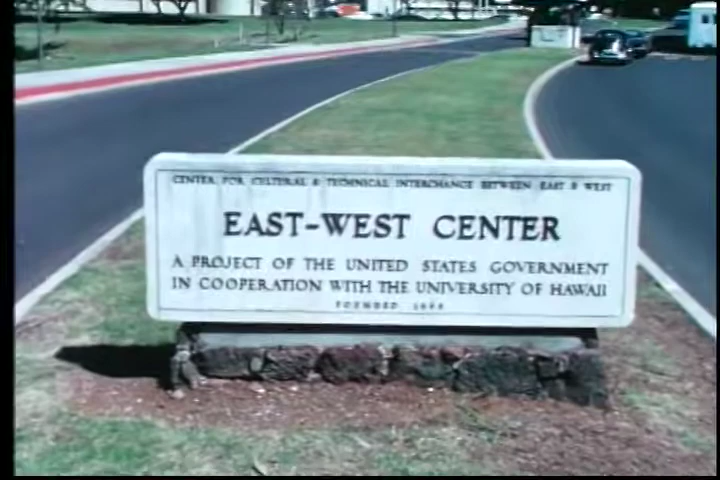 CENTER FOR CULTURAL & TECHNICAL INTERCHANGE BETWEEN EAST & WEST
EAST-WEST CENTER
A PROJECT OF THE UNITED STATES GOVERNMENT
IN COOPERATION WITH THE UNIVERSITY OF HAWAII
FOUNDED